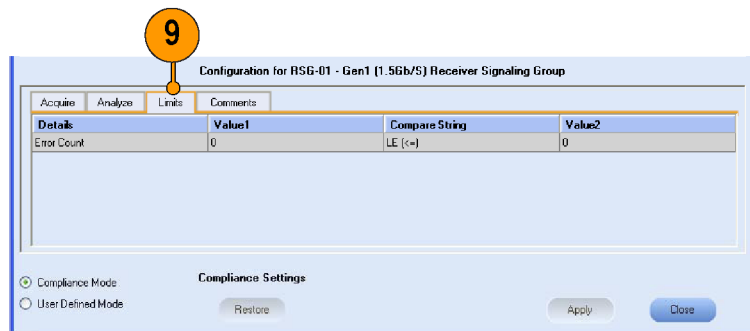 9
Configuration for RSG-01 - Gen1 (1.5Gb/S) Receiver Signaling Group
Acquire Analyze Limits Comments
Details Value1 Compare String Value2
Error Count 0 LE (<=) 0
Compliance Mode Compliance Settings
User Defined Mode Restore Apply Close